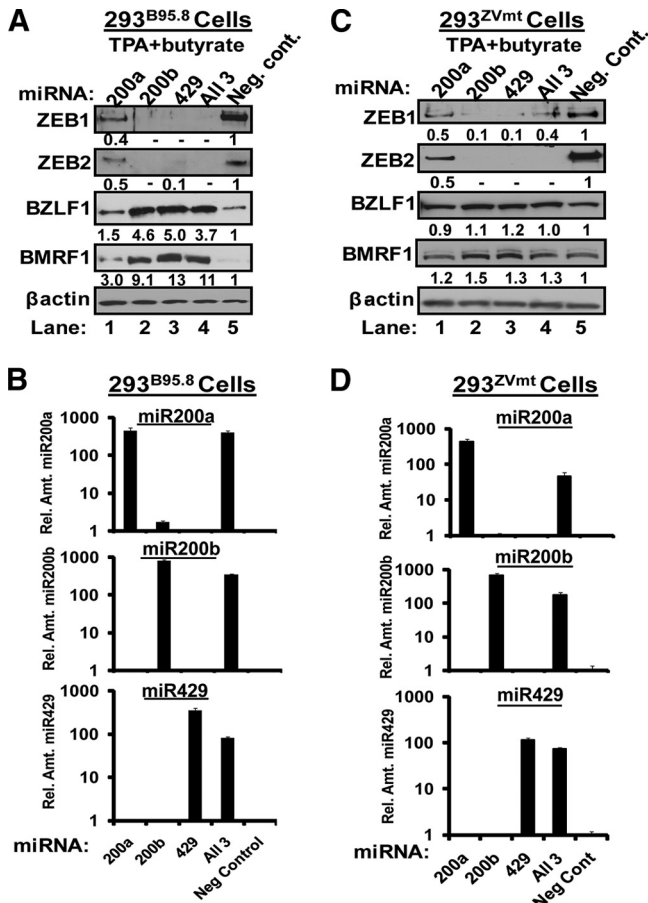 A
293B95.8 Cells
TPA+butyrate
miRNA: 200a 200b 429 All 3 Neg. cont.
ZEB1
0.4 - - - 1
ZEB2
0.5 - 0.1 - 1
BZLF1
1.5 4.6 5.0 3.7 1
BMRF1
3.0 9.1 13 11 1
βactin
Lane: 1 2 3 4 5
C
293ZVmt Cells
TPA+butyrate
miRNA: 200a 200b 429 All 3 Neg. cont.
ZEB1
0.5 0.1 0.1 0.4 1
ZEB2
0.5 - - - 1
BZLF1
0.9 1.1 1.2 1.0 1
BMRF1
1.2 1.5 1.3 1.3 1
βactin
Lane: 1 2 3 4 5
B
293B95.8 Cells
miR200a
Rel. Amt. miR200a
1000
100
10
1
miR200b
Rel. Amt. miR200b
1000
100
10
1
miR429
Rel. Amt. miR429
1000
100
10
1
miRNA: 200a 200b 429 All 3 Neg Control
D
293ZVmt Cells
miR200a
Rel. Amt. miR200a
1000
100
10
1
miR200b
Rel. Amt. miR200b
1000
100
10
1
miR429
Rel. Amt. miR429
1000
100
10
1
miRNA: 200a 200b 429 All 3 Neg Cont